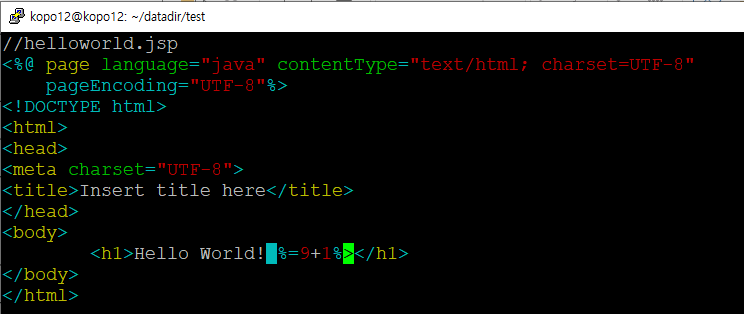 kopo12@kopo12: ~/datadir/test
//helloworld.jsp
<%@ page language="java" contentType="text/html; charset=UTF-8"
    pageEncoding="UTF-8"%>
<!DOCTYPE html>
<html>
<head>
<meta charset="UTF-8">
<title>Insert title here</title>
</head>
<body>
        <h1>Hello World! %=9+1%></h1>
</body>
</html>